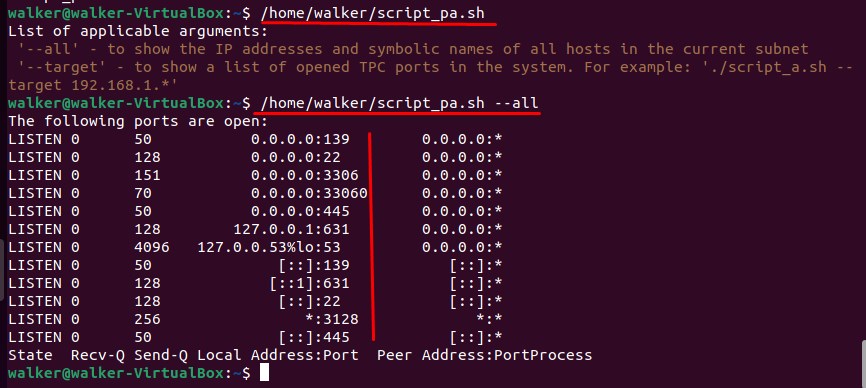 walker@walker-VirtualBox:~$ /home/walker/script_pa.sh
List of applicable arguments:
 '--all' - to show the IP addresses and symbolic names of all hosts in the current subnet
 '--target' - to show a list of opened TPC ports in the system. For example: './script_a.sh --
target 192.168.1.*'
walker@walker-VirtualBox:~$ /home/walker/script_pa.sh --all
The following ports are open:
LISTEN 0      50           0.0.0.0:139       0.0.0.0:*
LISTEN 0      128          0.0.0.0:22        0.0.0.0:*
LISTEN 0      151          0.0.0.0:3306      0.0.0.0:*
LISTEN 0      70           0.0.0.0:33060     0.0.0.0:*
LISTEN 0      50           0.0.0.0:445       0.0.0.0:*
LISTEN 0      128        127.0.0.1:631       0.0.0.0:*
LISTEN 0      4096   127.0.0.53%lo:53        0.0.0.0:*
LISTEN 0      50              [::]:139          [::]:*
LISTEN 0      128            [::1]:631          [::]:*
LISTEN 0      128             [::]:22           [::]:*
LISTEN 0      256                *:3128            *:*
LISTEN 0      50              [::]:445          [::]:*
State  Recv-Q Send-Q Local Address:Port  Peer Address:PortProcess
walker@walker-VirtualBox:~$